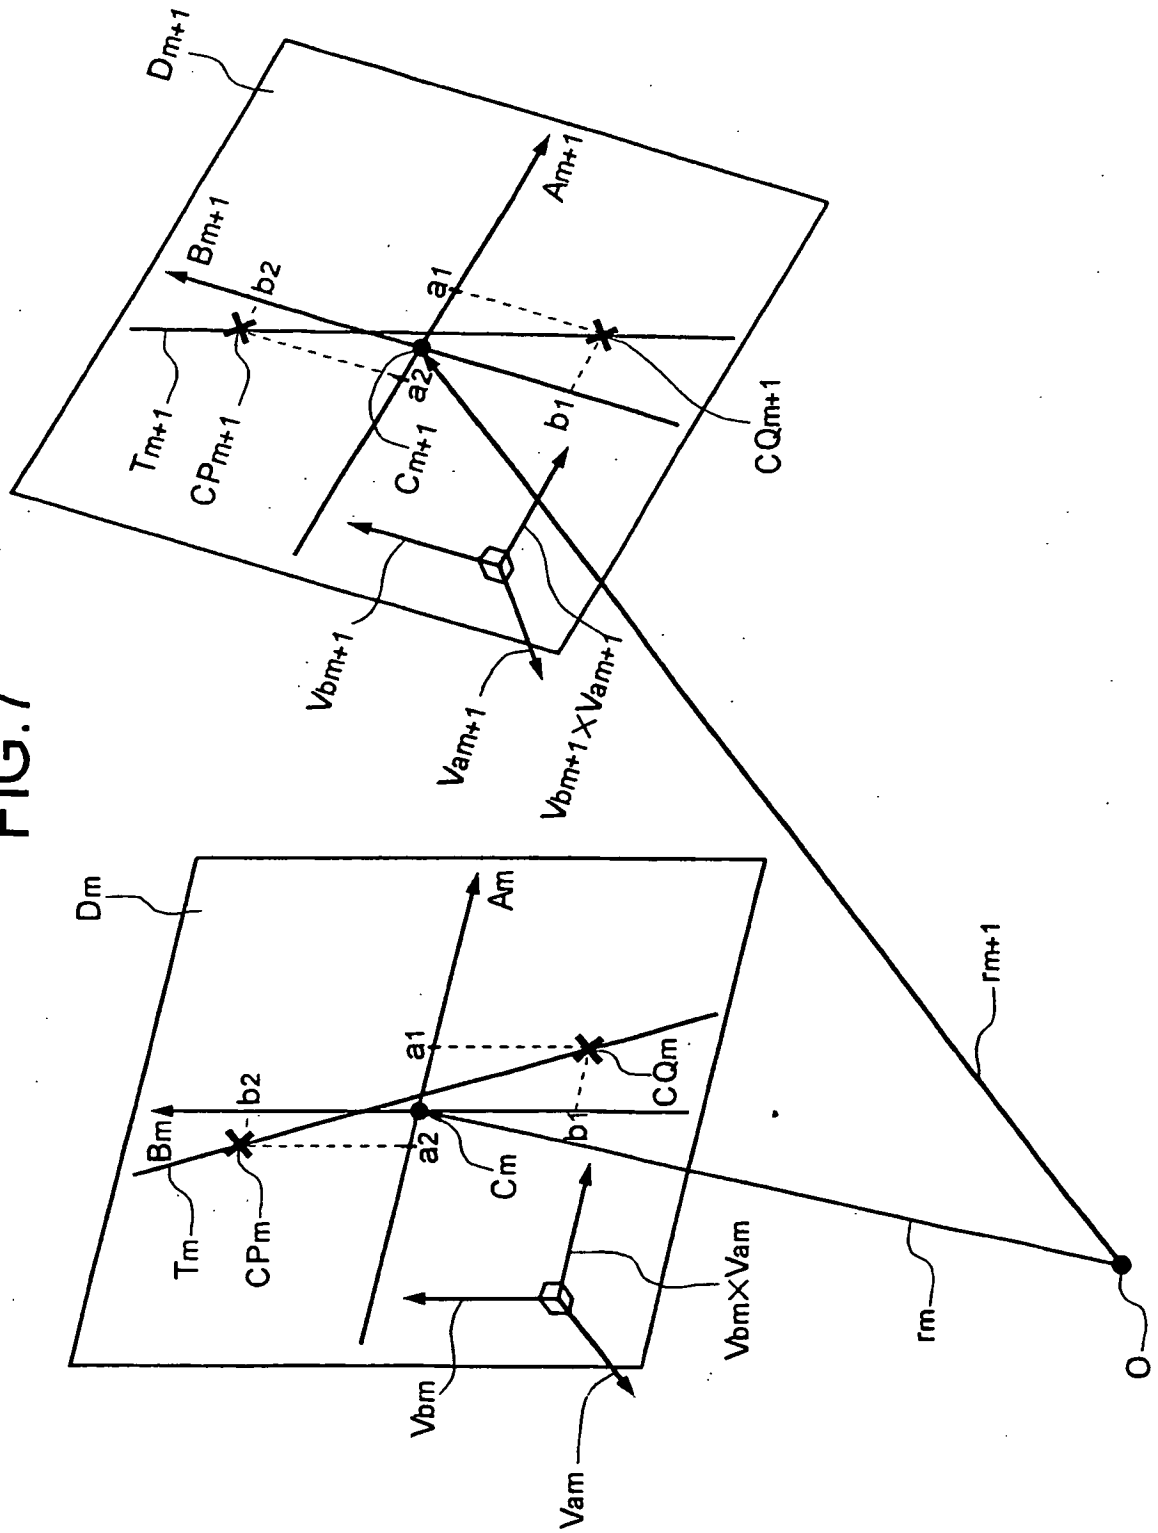 FIG.7
Dm
Bm
b2
Tm
CPm
a1
a2
Am
Cm
b1
CQm
Vbm
Vam
Vbm×Vam
rm
O
rm+1
Dm+1
Bm+1
b2
Tm+1
CPm+1
a1
a2
Am+1
Cm+1
b1
CQm+1
Vbm+1
Vam+1
Vbm+1×Vam+1